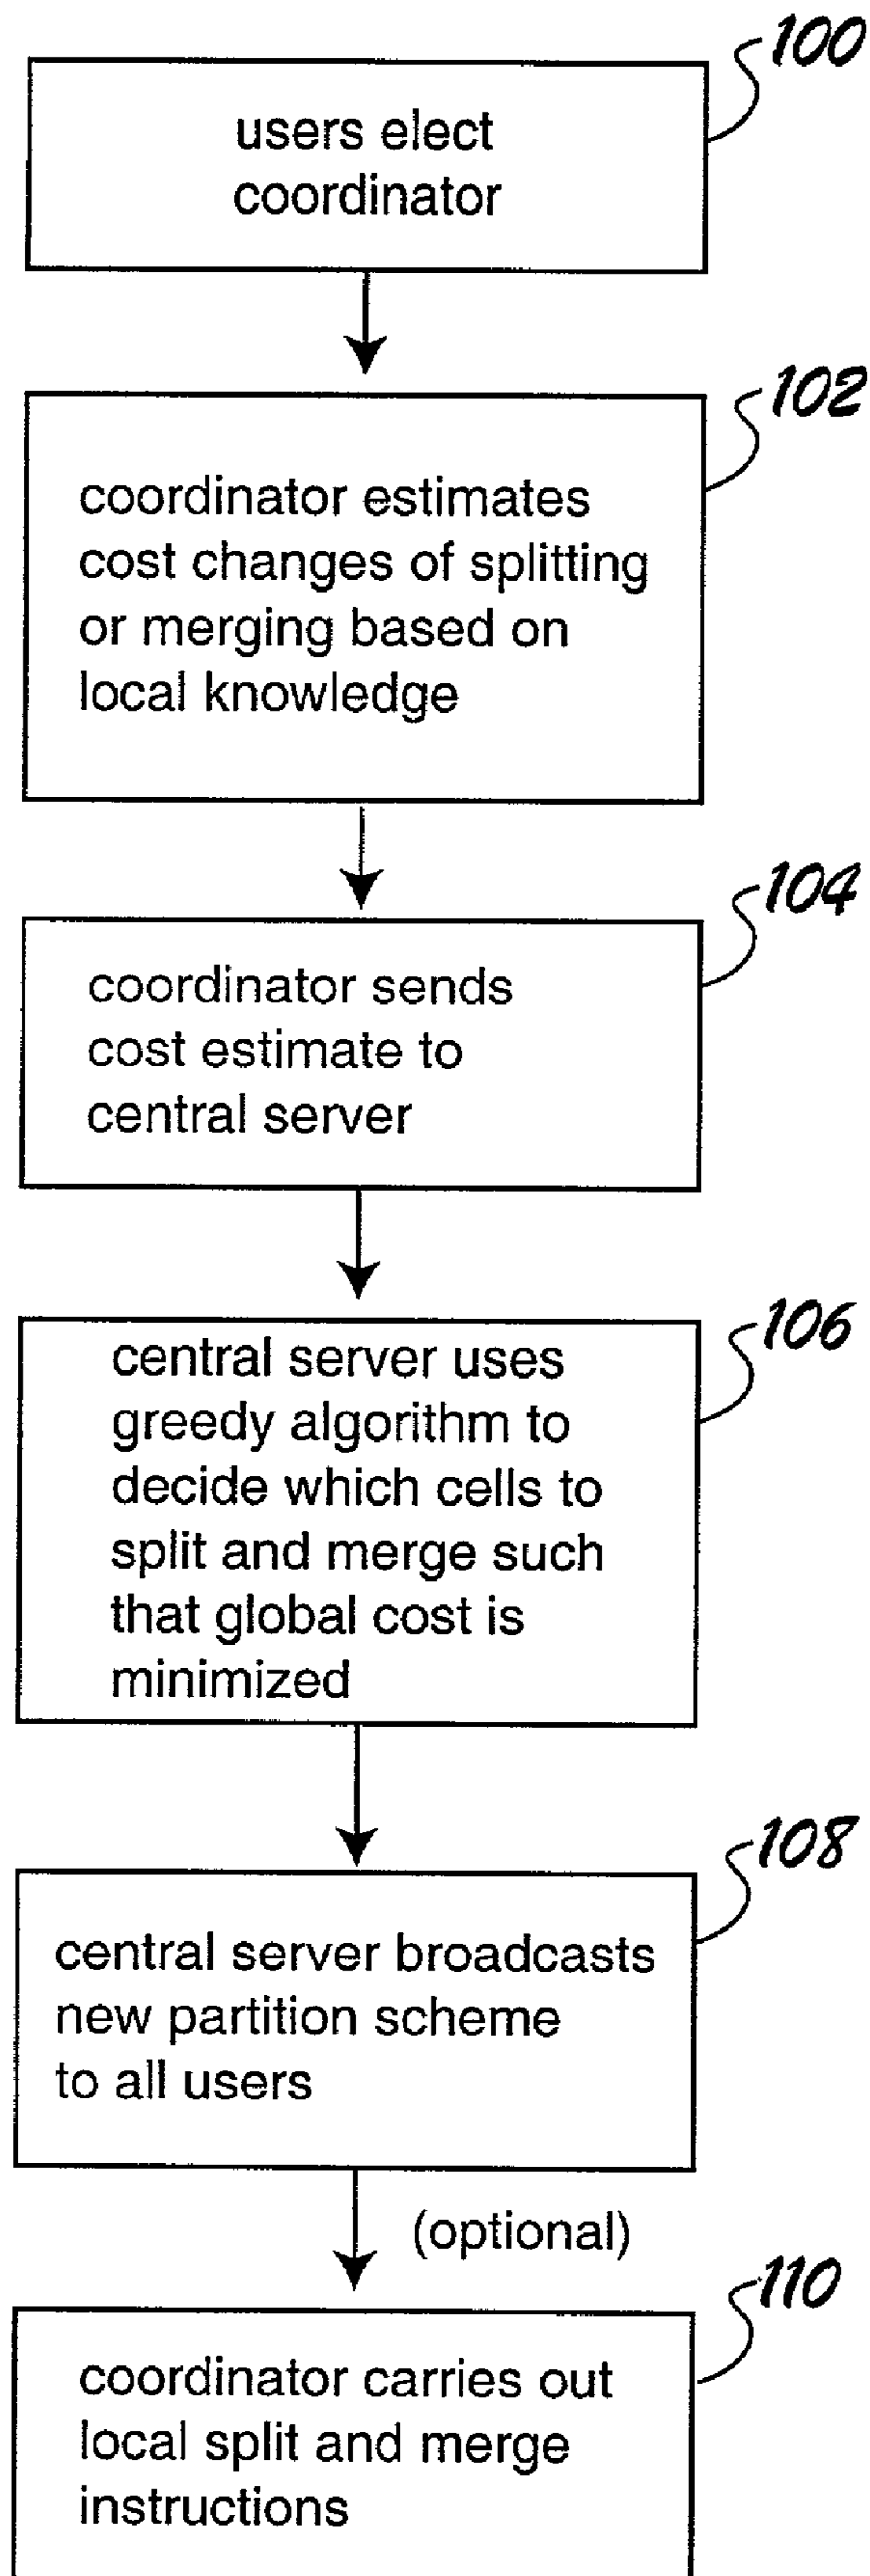 100
users elect
coordinator
102
coordinator estimates
cost changes of splitting
or merging based on
local knowledge
104
coordinator sends
cost estimate to
central server
106
central server uses
greedy algorithm to
decide which cells to
split and merge such
that global cost is
minimized
108
central server broadcasts
new partition scheme
to all users
(optional)
110
coordinator carries out
local split and merge
instructions